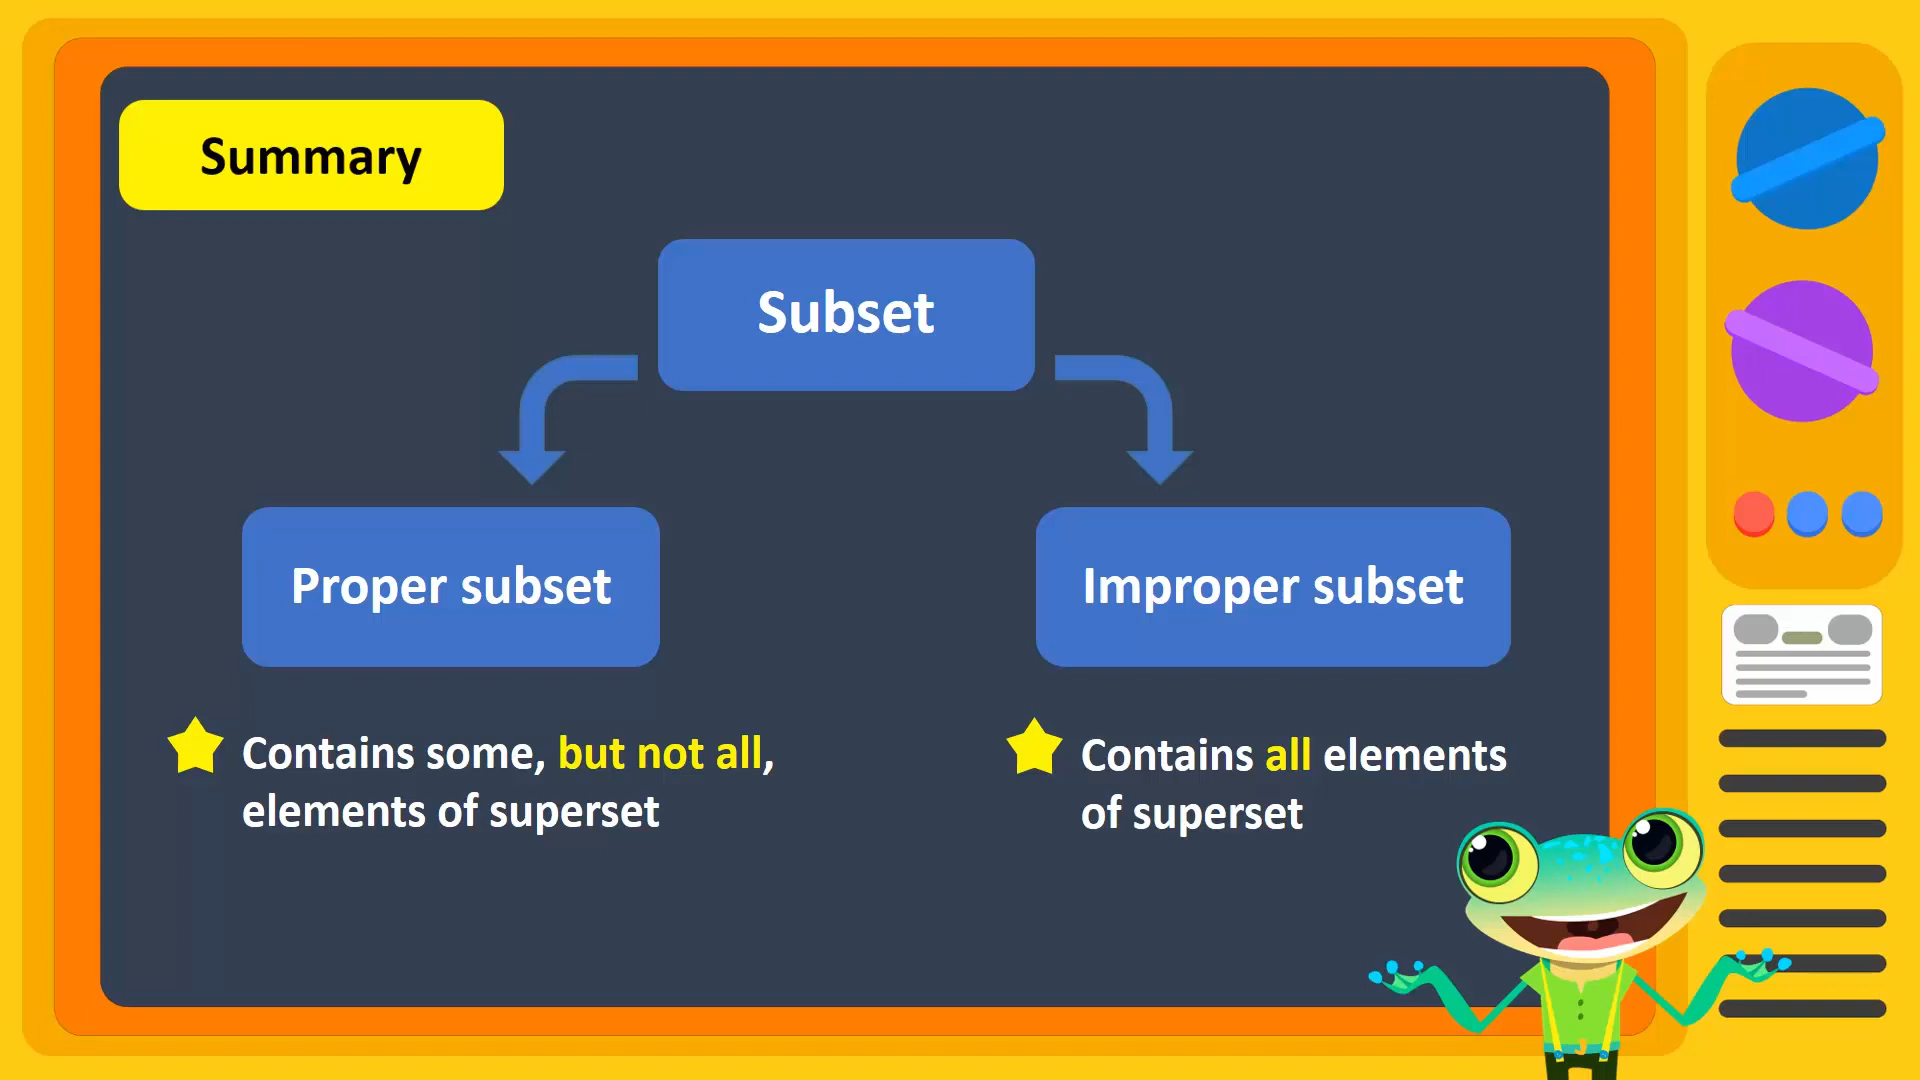 Summary
Subset
Proper subset
Improper subset
Contains some, but not all,
elements of superset
Contains all elements
of superset